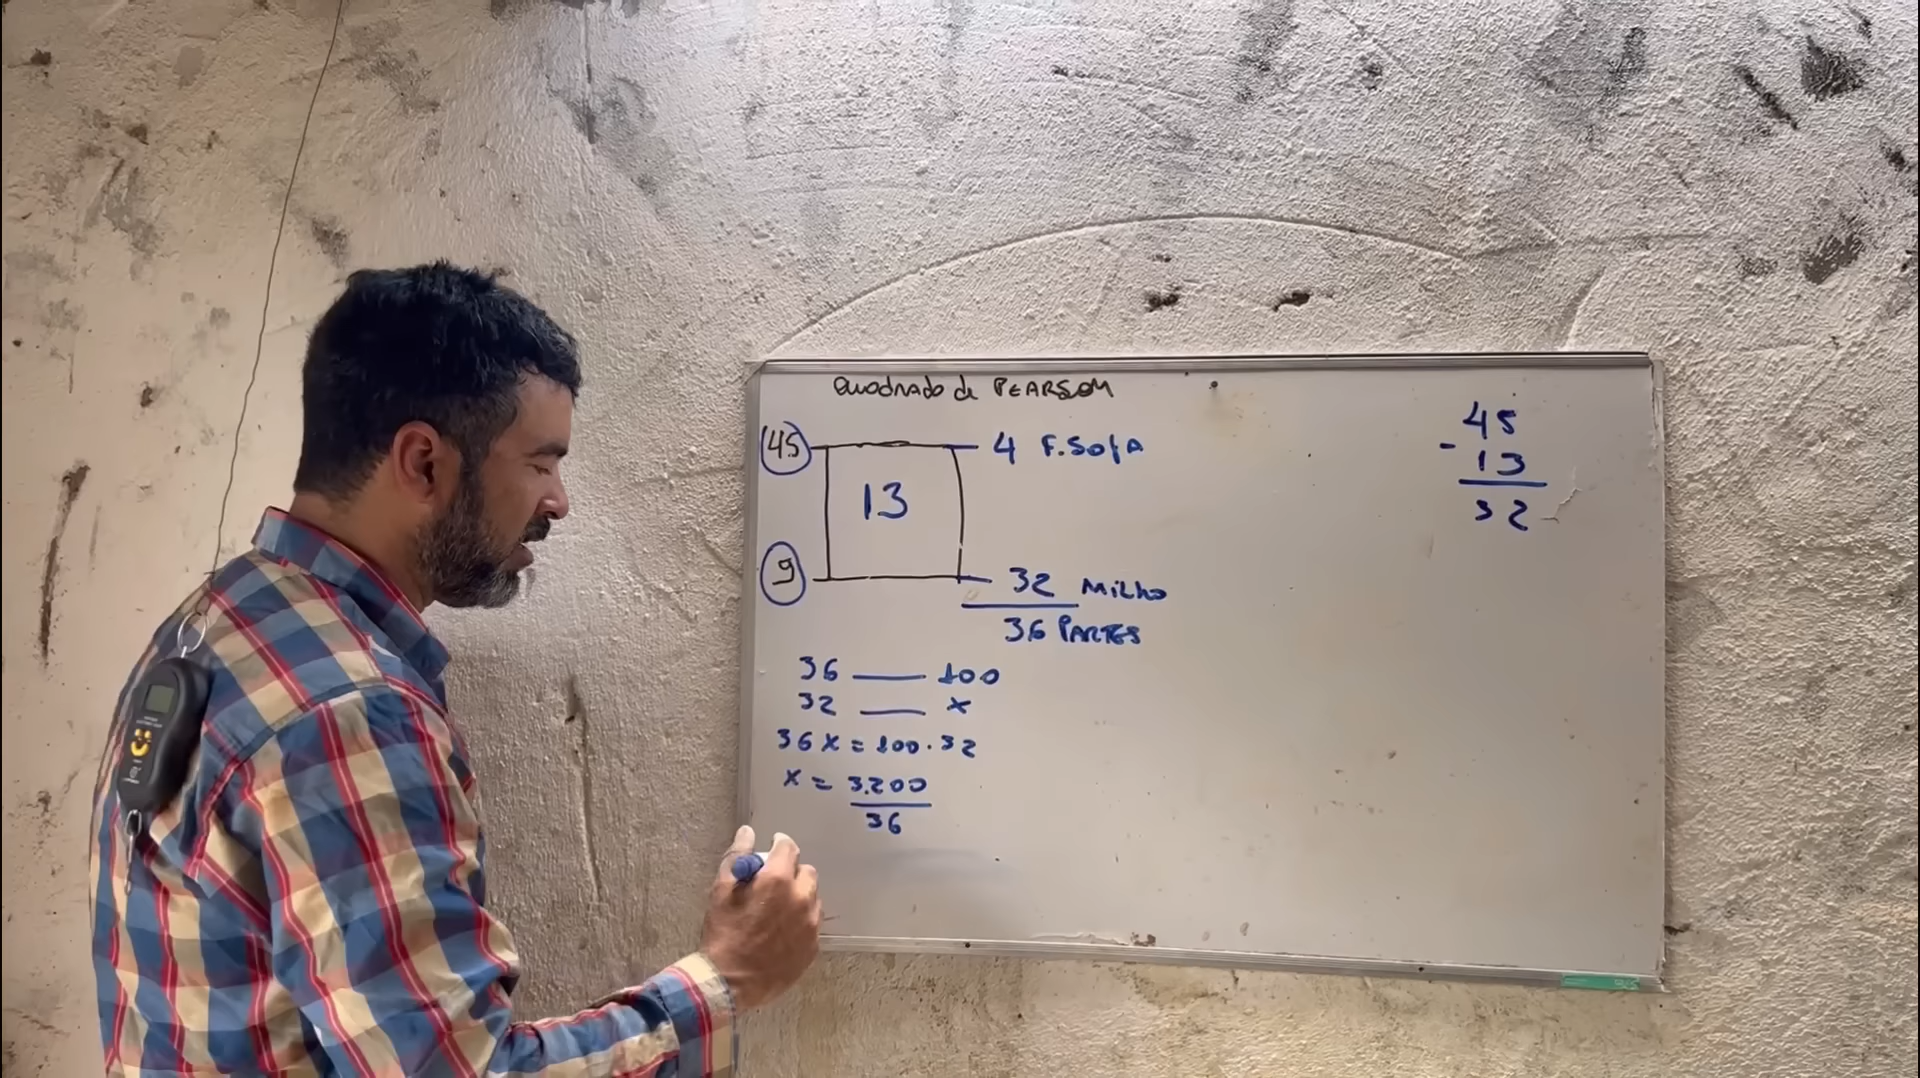 Quadrado de PEARSOM
45 4 F.SojA
13
9 32 Milho
36 PARTES
36 100
32 x
36 x = 100 . 32
x = 3.200
36
45
- 13
32